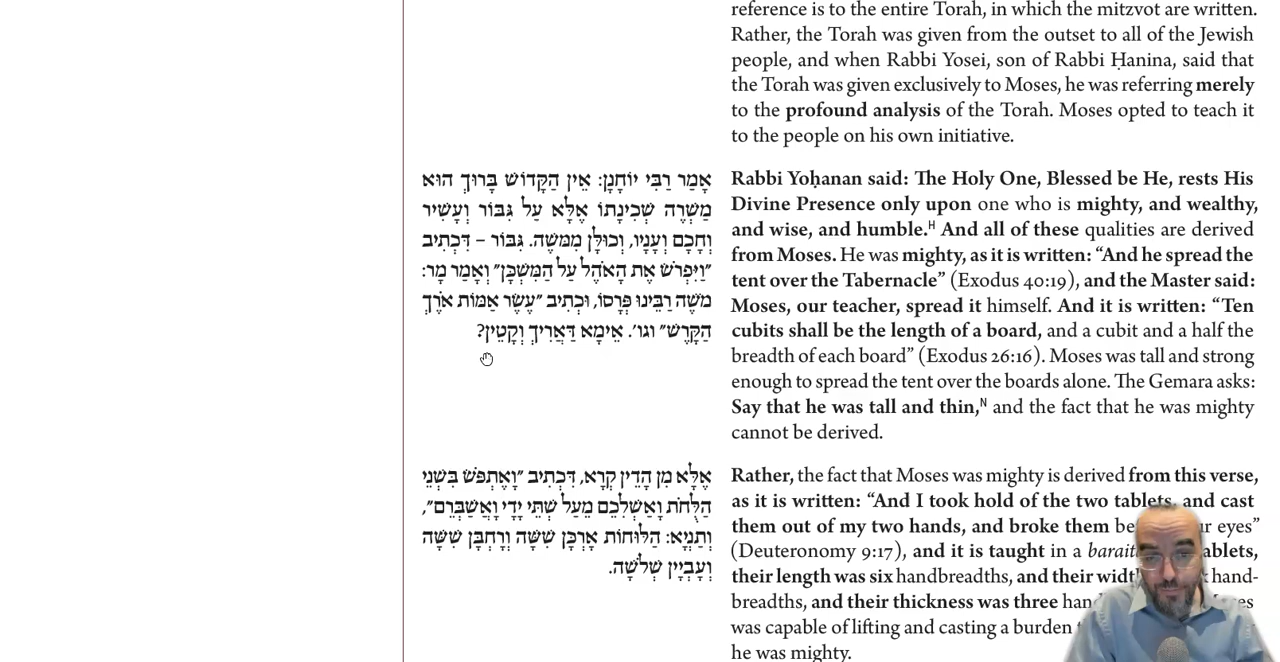 reference is to the entire Torah, in which the mitzvot are written.
Rather, the Torah was given from the outset to all of the Jewish
people, and when Rabbi Yosei, son of Rabbi Ḥanina, said that
the Torah was given exclusively to Moses, he was referring merely
to the profound analysis of the Torah. Moses opted to teach it
to the people on his own initiative.
אָמַר רַבִּי יוֹחָנָן: אֵין הַקָּדוֹשׁ בָּרוּךְ הוּא
מַשְׁרֶה שְׁכִינָתוֹ אֶלָּא עַל גִּבּוֹר וְעָשִׁיר
וְחָכָם וְעָנָיו, וְכוּלָּן מִמֹּשֶׁה. גִּבּוֹר – דִּכְתִיב
״וַיִּפְרֹשׂ אֶת הָאֹהֶל עַל הַמִּשְׁכָּן״ וְאָמַר מָר:
מֹשֶׁה רַבֵּינוּ פְּרָסוֹ, וּכְתִיב ״עֶשֶׂר אַמּוֹת אֹרֶךְ
הַקָּרֶשׁ״ וגו׳. אֵימָא דַּאֲרִיךְ וְקַטִּין?
Rabbi Yoḥanan said: The Holy One, Blessed be He, rests His
Divine Presence only upon one who is mighty, and wealthy,
and wise, and humble.ᴴ And all of these qualities are derived
from Moses. He was mighty, as it is written: “And he spread the
tent over the Tabernacle” (Exodus 40:19), and the Master said:
Moses, our teacher, spread it himself. And it is written: “Ten
cubits shall be the length of a board, and a cubit and a half the
breadth of each board” (Exodus 26:16). Moses was tall and strong
enough to spread the tent over the boards alone. The Gemara asks:
Say that he was tall and thin,ᴺ and the fact that he was mighty
cannot be derived.
אֶלָּא מִן הָדֵין קְרָא, דִּכְתִיב ״וָאֶתְפֹּשׂ בִּשְׁנֵי
הַלֻּחֹת וָאַשְׁלִכֵם מֵעַל שְׁתֵּי יָדָי וָאֲשַׁבְּרֵם״,
וְתַנְיָא: הַלּוּחוֹת אָרְכָּן שִׁשָּׁה וְרָחְבָּן שִׁשָּׁה
וְעָבְיָין שְׁלֹשָׁה.
Rather, the fact that Moses was mighty is derived from this verse,
as it is written: “And I took hold of the two tablets, and cast
them out of my two hands, and broke them eyes”
(Deuteronomy 9:17), and it is taught in a
their length was six handbreadths, and their hand-
breadths, and their thickness was three
was capable of lifting and casting a burden
he was mighty.